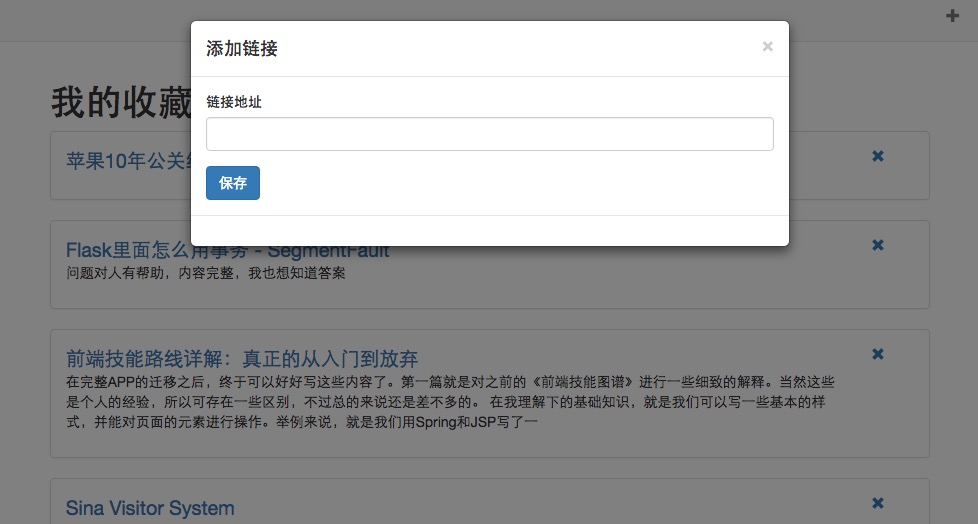 添加链接
×
链接地址
保存
我的收藏
苹果10年公关
Flask里面怎么用事务 - SegmentFault
问题对人有帮助，内容完整，我也想知道答案
前端技能路线详解：真正的从入门到放弃
在完整APP的迁移之后，终于可以好好写这些内容了。第一篇就是对之前的《前端技能图谱》进行一些细致的解释。当然这些
是个人的经验，所以可存在一些区别，不过总的来说还是差不多的。 在我理解下的基础知识，就是我们可以写一些基本的样
式，并能对页面的元素进行操作。举例来说，就是我们用Spring和JSP写了一
Sina Visitor System